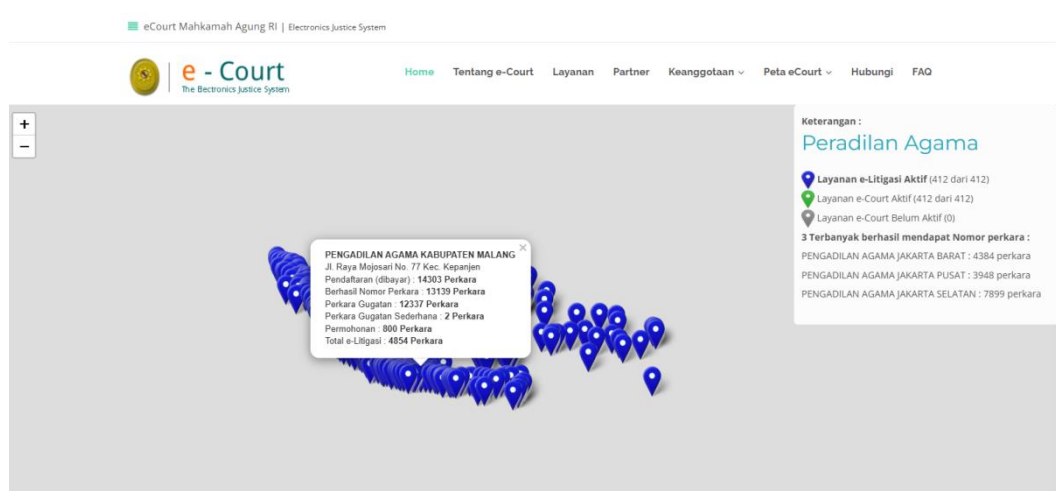 eCourt Mahkamah Agung RI | Electronics Justice System
e - Court
The Electronics Justice System
Home Tentang e-Court Layanan Partner Keanggotaan Peta eCourt Hubungi FAQ
+
−
Keterangan :
Peradilan Agama
Layanan e-Litigasi Aktif (412 dari 412)
Layanan e-Court Aktif (412 dari 412)
Layanan e-Court Belum Aktif (0)
3 Terbanyak berhasil mendapat Nomor perkara :
PENGADILAN AGAMA JAKARTA BARAT : 4384 perkara
PENGADILAN AGAMA JAKARTA PUSAT : 3948 perkara
PENGADILAN AGAMA JAKARTA SELATAN : 7899 perkara
PENGADILAN AGAMA KABUPATEN MALANG ×
Jl. Raya Mojosari No. 77 Kec. Kepanjen
Pendaftaran (dibayar) : 14303 Perkara
Berhasil Nomor Perkara : 13139 Perkara
Perkara Gugatan : 12337 Perkara
Perkara Gugatan Sederhana : 2 Perkara
Permohonan : 800 Perkara
Total e-Litigasi : 4854 Perkara